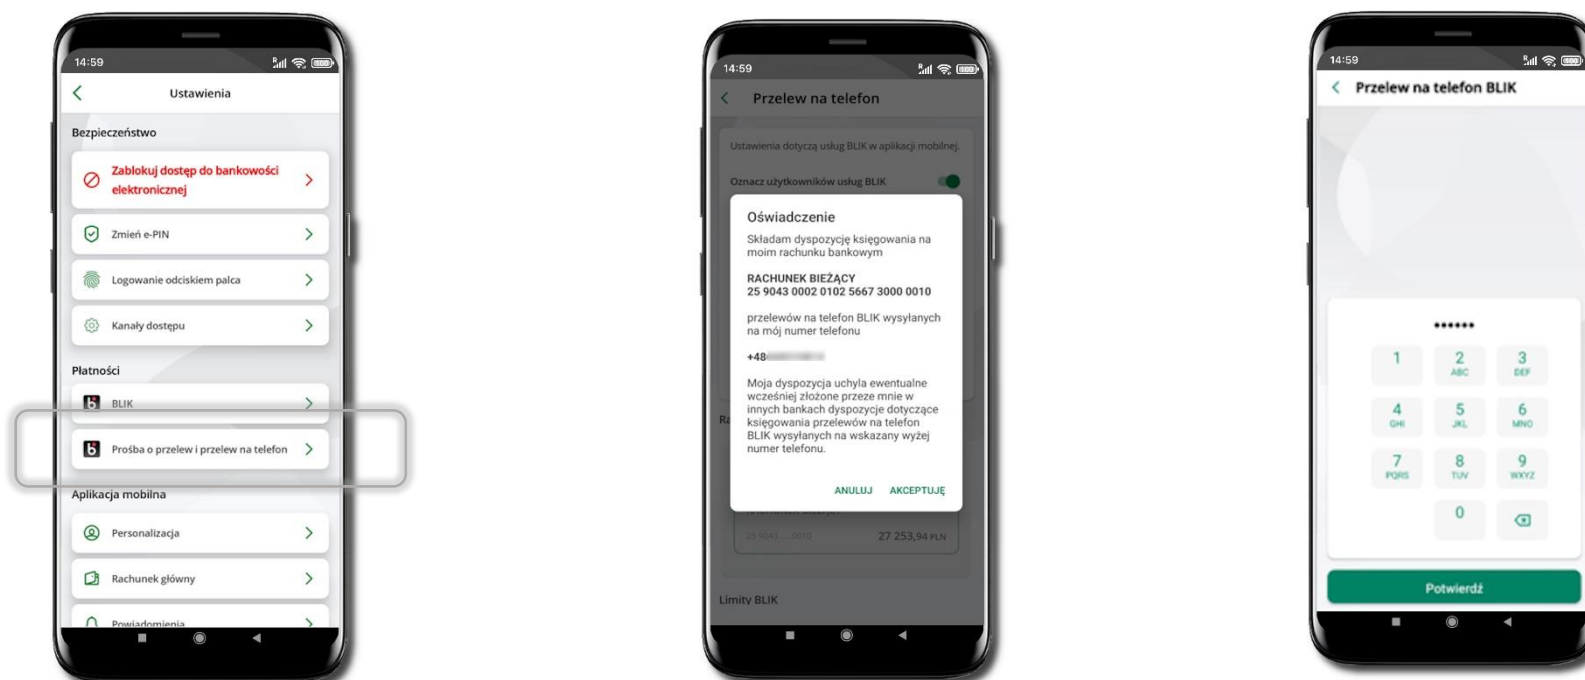 14:59
Ustawienia
Bezpieczeństwo
Zablokuj dostęp do bankowości
elektronicznej
Zmień e-PIN
Logowanie odciskiem palca
Kanały dostępu
Płatności
BLIK
Prośba o przelew i przelew na telefon
Aplikacja mobilna
Personalizacja
Rachunek główny
Powiadomienia
14:59
Przelew na telefon
Ustawienia dotyczą usług BLIK w aplikacji mobilnej.
Oznacz użytkowników usług BLIK
Oświadczenie
Składam dyspozycję księgowania na
moim rachunku bankowym
RACHUNEK BIEŻĄCY
25 9043 0002 0102 5667 3000 0010
przelewów na telefon BLIK wysyłanych
na mój numer telefonu
+48
Moja dyspozycja uchyla ewentualne
wcześniej złożone przeze mnie w
innych bankach dyspozycje dotyczące
księgowania przelewów na telefon
BLIK wysyłanych na wskazany wyżej
numer telefonu.
ANULUJ AKCEPTUJĘ
25 9043 ... 0010 27 253,94 PLN
Limity BLIK
14:59
Przelew na telefon BLIK
1 2 3
ABC DEF
4 5 6
GHI JKL MNO
7 8 9
PQRS TUV WXYZ
0
Potwierdź